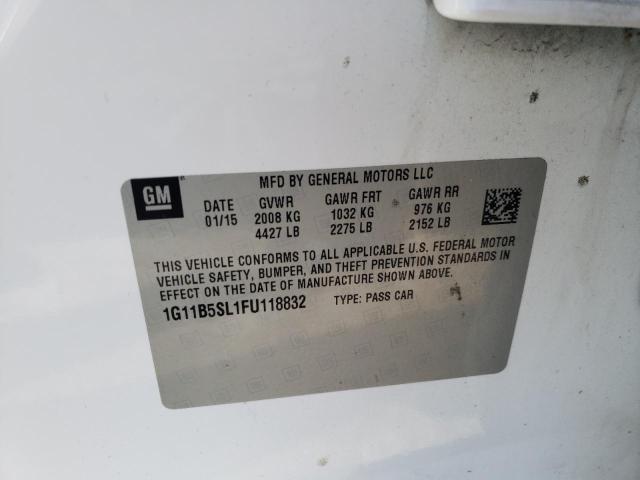 MFD BY GENERAL MOTORS LLC
GM
DATE GVWR GAWR FRT GAWR RR
01/15 2008 KG 1032 KG 976 KG
4427 LB 2275 LB 2152 LB
THIS VEHICLE CONFORMS TO ALL APPLICABLE U.S. FEDERAL MOTOR
VEHICLE SAFETY, BUMPER, AND THEFT PREVENTION STANDARDS IN
EFFECT ON THE DATE OF MANUFACTURE SHOWN ABOVE.
1G11B5SL1FU118832 TYPE: PASS CAR